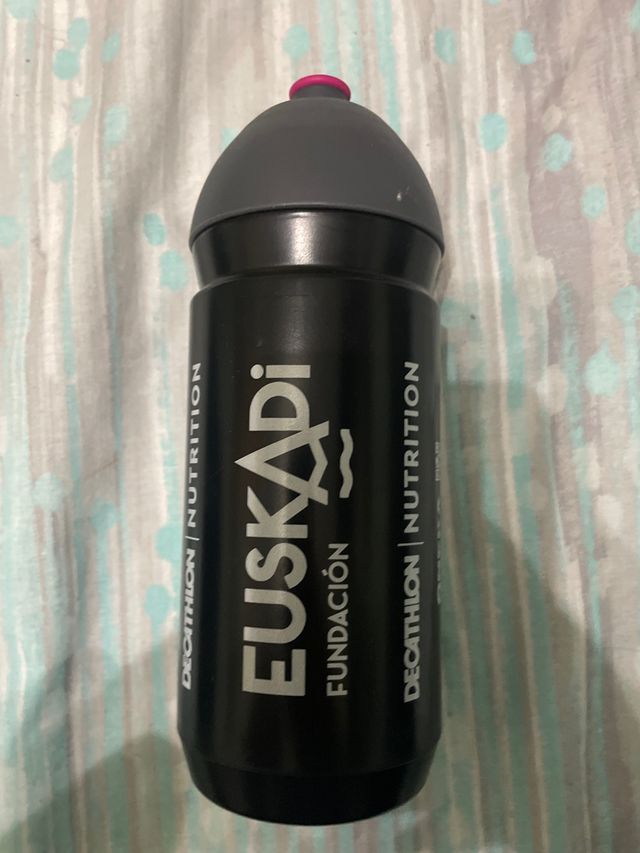 DECATHLON | NUTRITION
EUSKADi
FUNDACIÓN
DECATHLON | NUTRITION